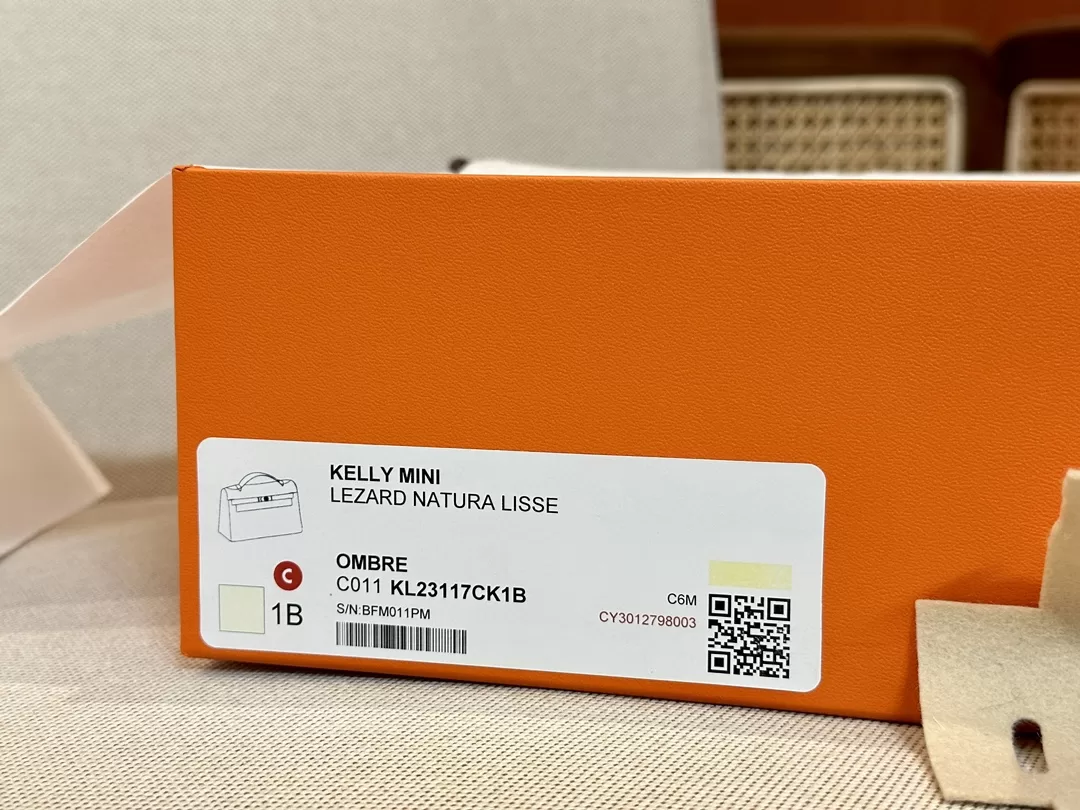 KELLY MINI
LEZARD NATURA LISSE
OMBRE
C
C011 KL23117CK1B
1B
S/N:BFM011PM
C6M
CY3012798003